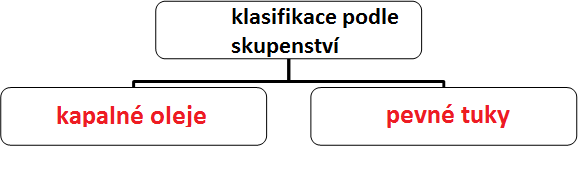 klasifikace podle
skupenství
kapalné oleje
pevné tuky